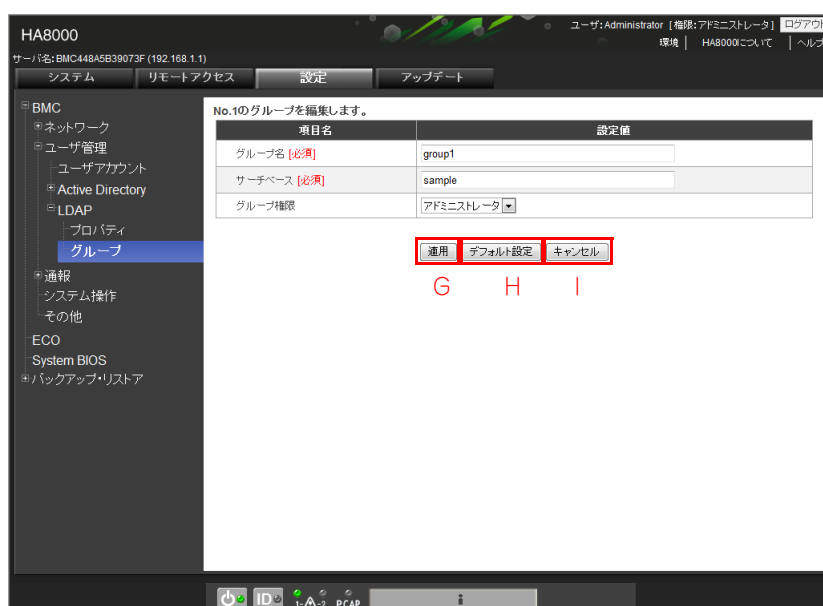 HA8000
ユーザ:Administrator [権限:アドミニストレータ]
ログアウト
環境 | HA8000について | ヘルプ
サーバ名:BMC448A5B39073F (192.168.1.1)
システム
リモートアクセス
設定
アップデート
BMC
ネットワーク
ユーザ管理
ユーザアカウント
Active Directory
LDAP
プロパティ
グループ
通報
システム操作
その他
ECO
System BIOS
バックアップ・リストア
No.1のグループを編集します。
項目名 設定値
グループ名 [必須] group1
サーチベース [必須] sample
グループ権限 アドミニストレータ
適用 デフォルト設定 キャンセル
G H I
ID 1-2 PCAP